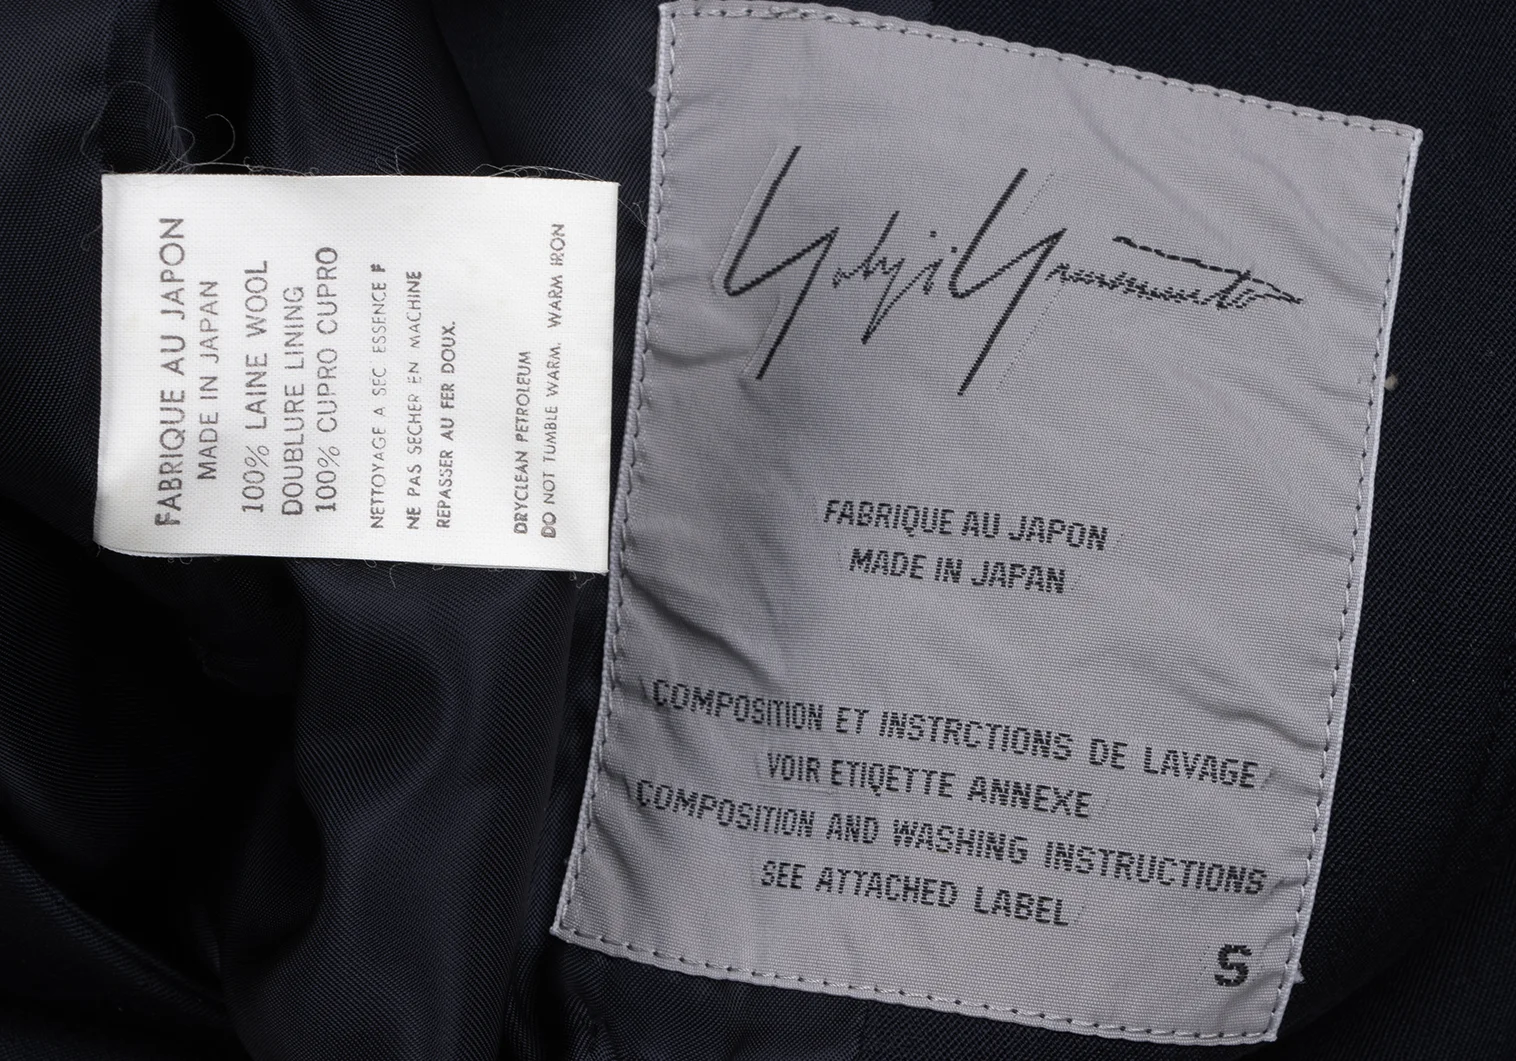 FABRIQUE AU JAPON
MADE IN JAPAN
100% LAINE WOOL
DOUBLURE LINING
100% CUPRO CUPRO
NETTOYAGE A SEC ESSENCE F
NE PAS SECHER EN MACHINE
REPASSER AU FER DOUX.
DRYCLEAN PETROLEUM
DO NOT TUMBLE WARM. WARM IRON
Yohji Yamamoto
FABRIQUE AU JAPON
MADE IN JAPAN
COMPOSITION ET INSTRCTIONS DE LAVAGE
VOIR ETIQETTE ANNEXE
COMPOSITION AND WASHING INSTRUCTIONS
SEE ATTACHED LABEL
S